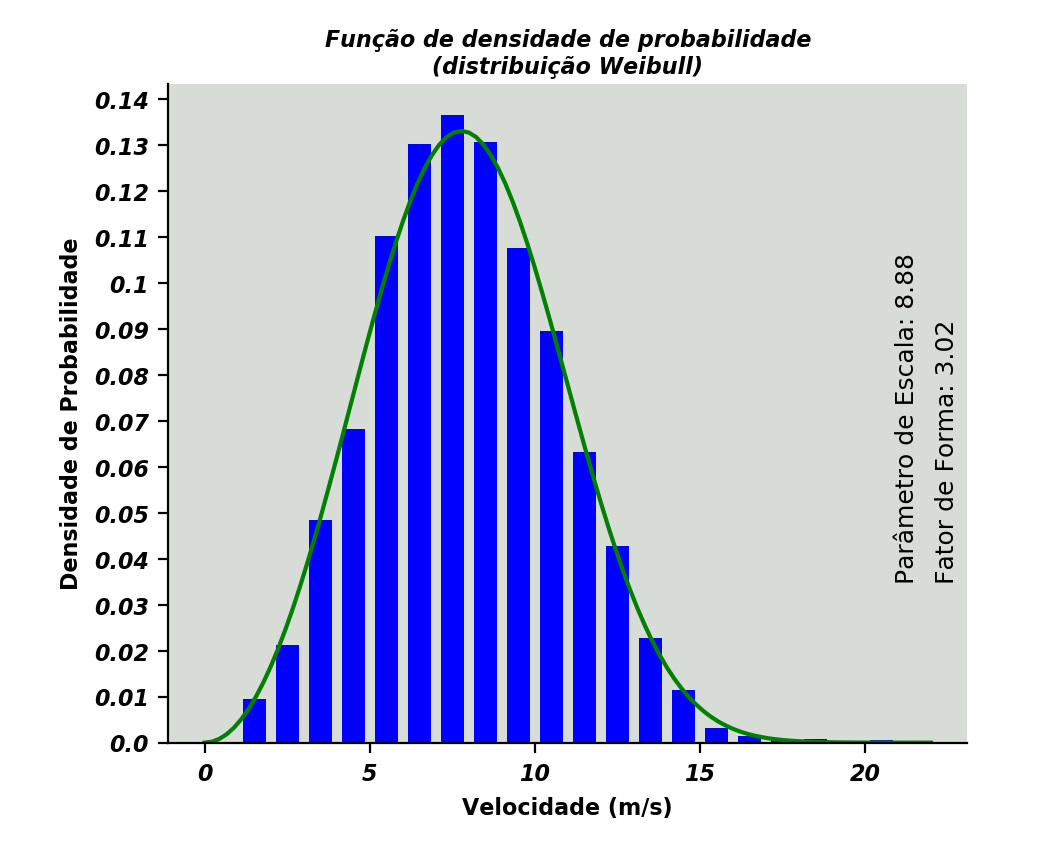 Função de densidade de probabilidade
(distribuição Weibull)
Densidade de Probabilidade
0.14
0.13
0.12
0.11
0.1
0.09
0.08
0.07
0.06
0.05
0.04
0.03
0.02
0.01
0.0
Parâmetro de Escala: 8.88
Fator de Forma: 3.02
0 5 10 15 20
Velocidade (m/s)